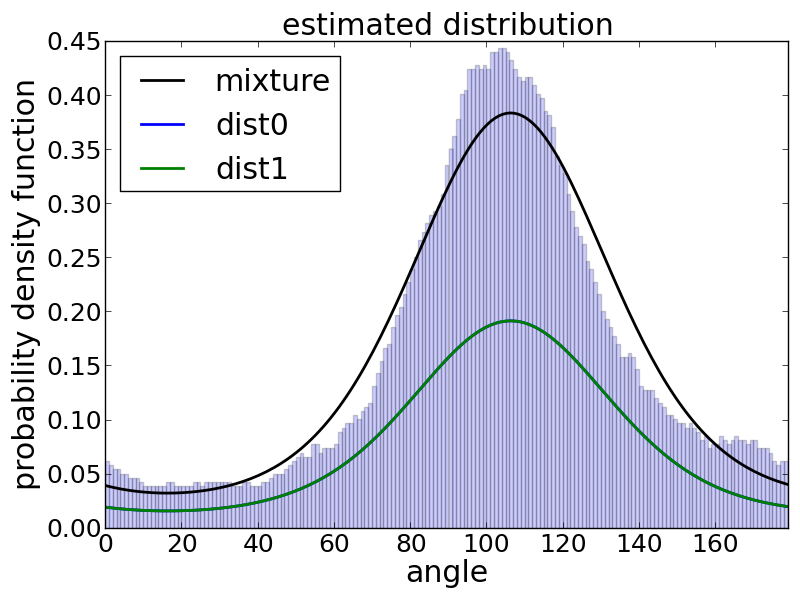 estimated distribution
mixture
dist0
dist1
probability density function
0.45
0.40
0.35
0.30
0.25
0.20
0.15
0.10
0.05
0.00
0 20 40 60 80 100 120 140 160
angle